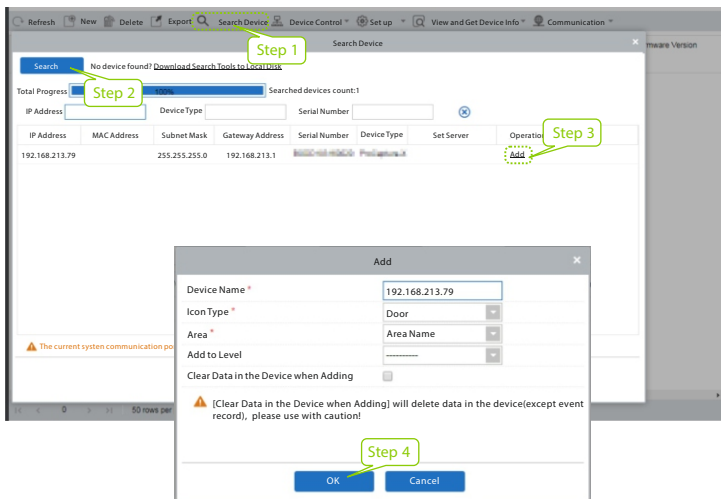 Refresh New Delete Export Search Device Device Control Set up View and Get Device Info Communication
Step 1
Search Device
mware Version
Search No device found? Download Search Tools to Local Disk
Step 2
Total Progress 100% Searched devices count:1
IP Address Device Type Serial Number
IP Address MAC Address Subnet Mask Gateway Address Serial Number Device Type Set Server Operation
Step 3
192.168.213.79 255.255.255.0 192.168.213.1 Add
Add
Device Name * 192.168.213.79
Icon Type * Door
Area * Area Name
Add to Level ----------
Clear Data in the Device when Adding
The current systen communication po
[Clear Data in the Device when Adding] will delete data in the device(except event
record), please use with caution!
0 50 rows per
Step 4
OK Cancel